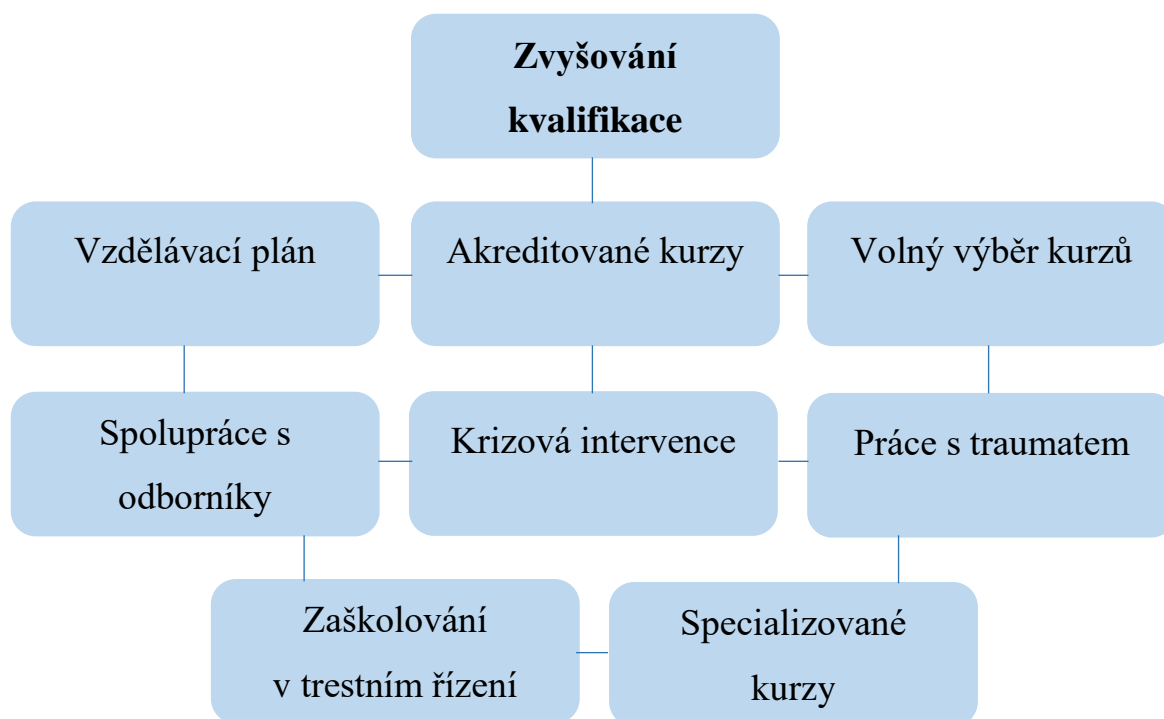 Zvyšování
kvalifikace
Vzdělávací plán
Akreditované kurzy
Volný výběr kurzů
Spolupráce s
odborníky
Krizová intervence
Práce s traumatem
Zaškolování
v trestním řízení
Specializované
kurzy